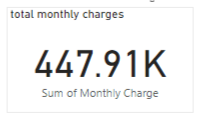 total monthly charges
447.91K
Sum of Monthly Charge